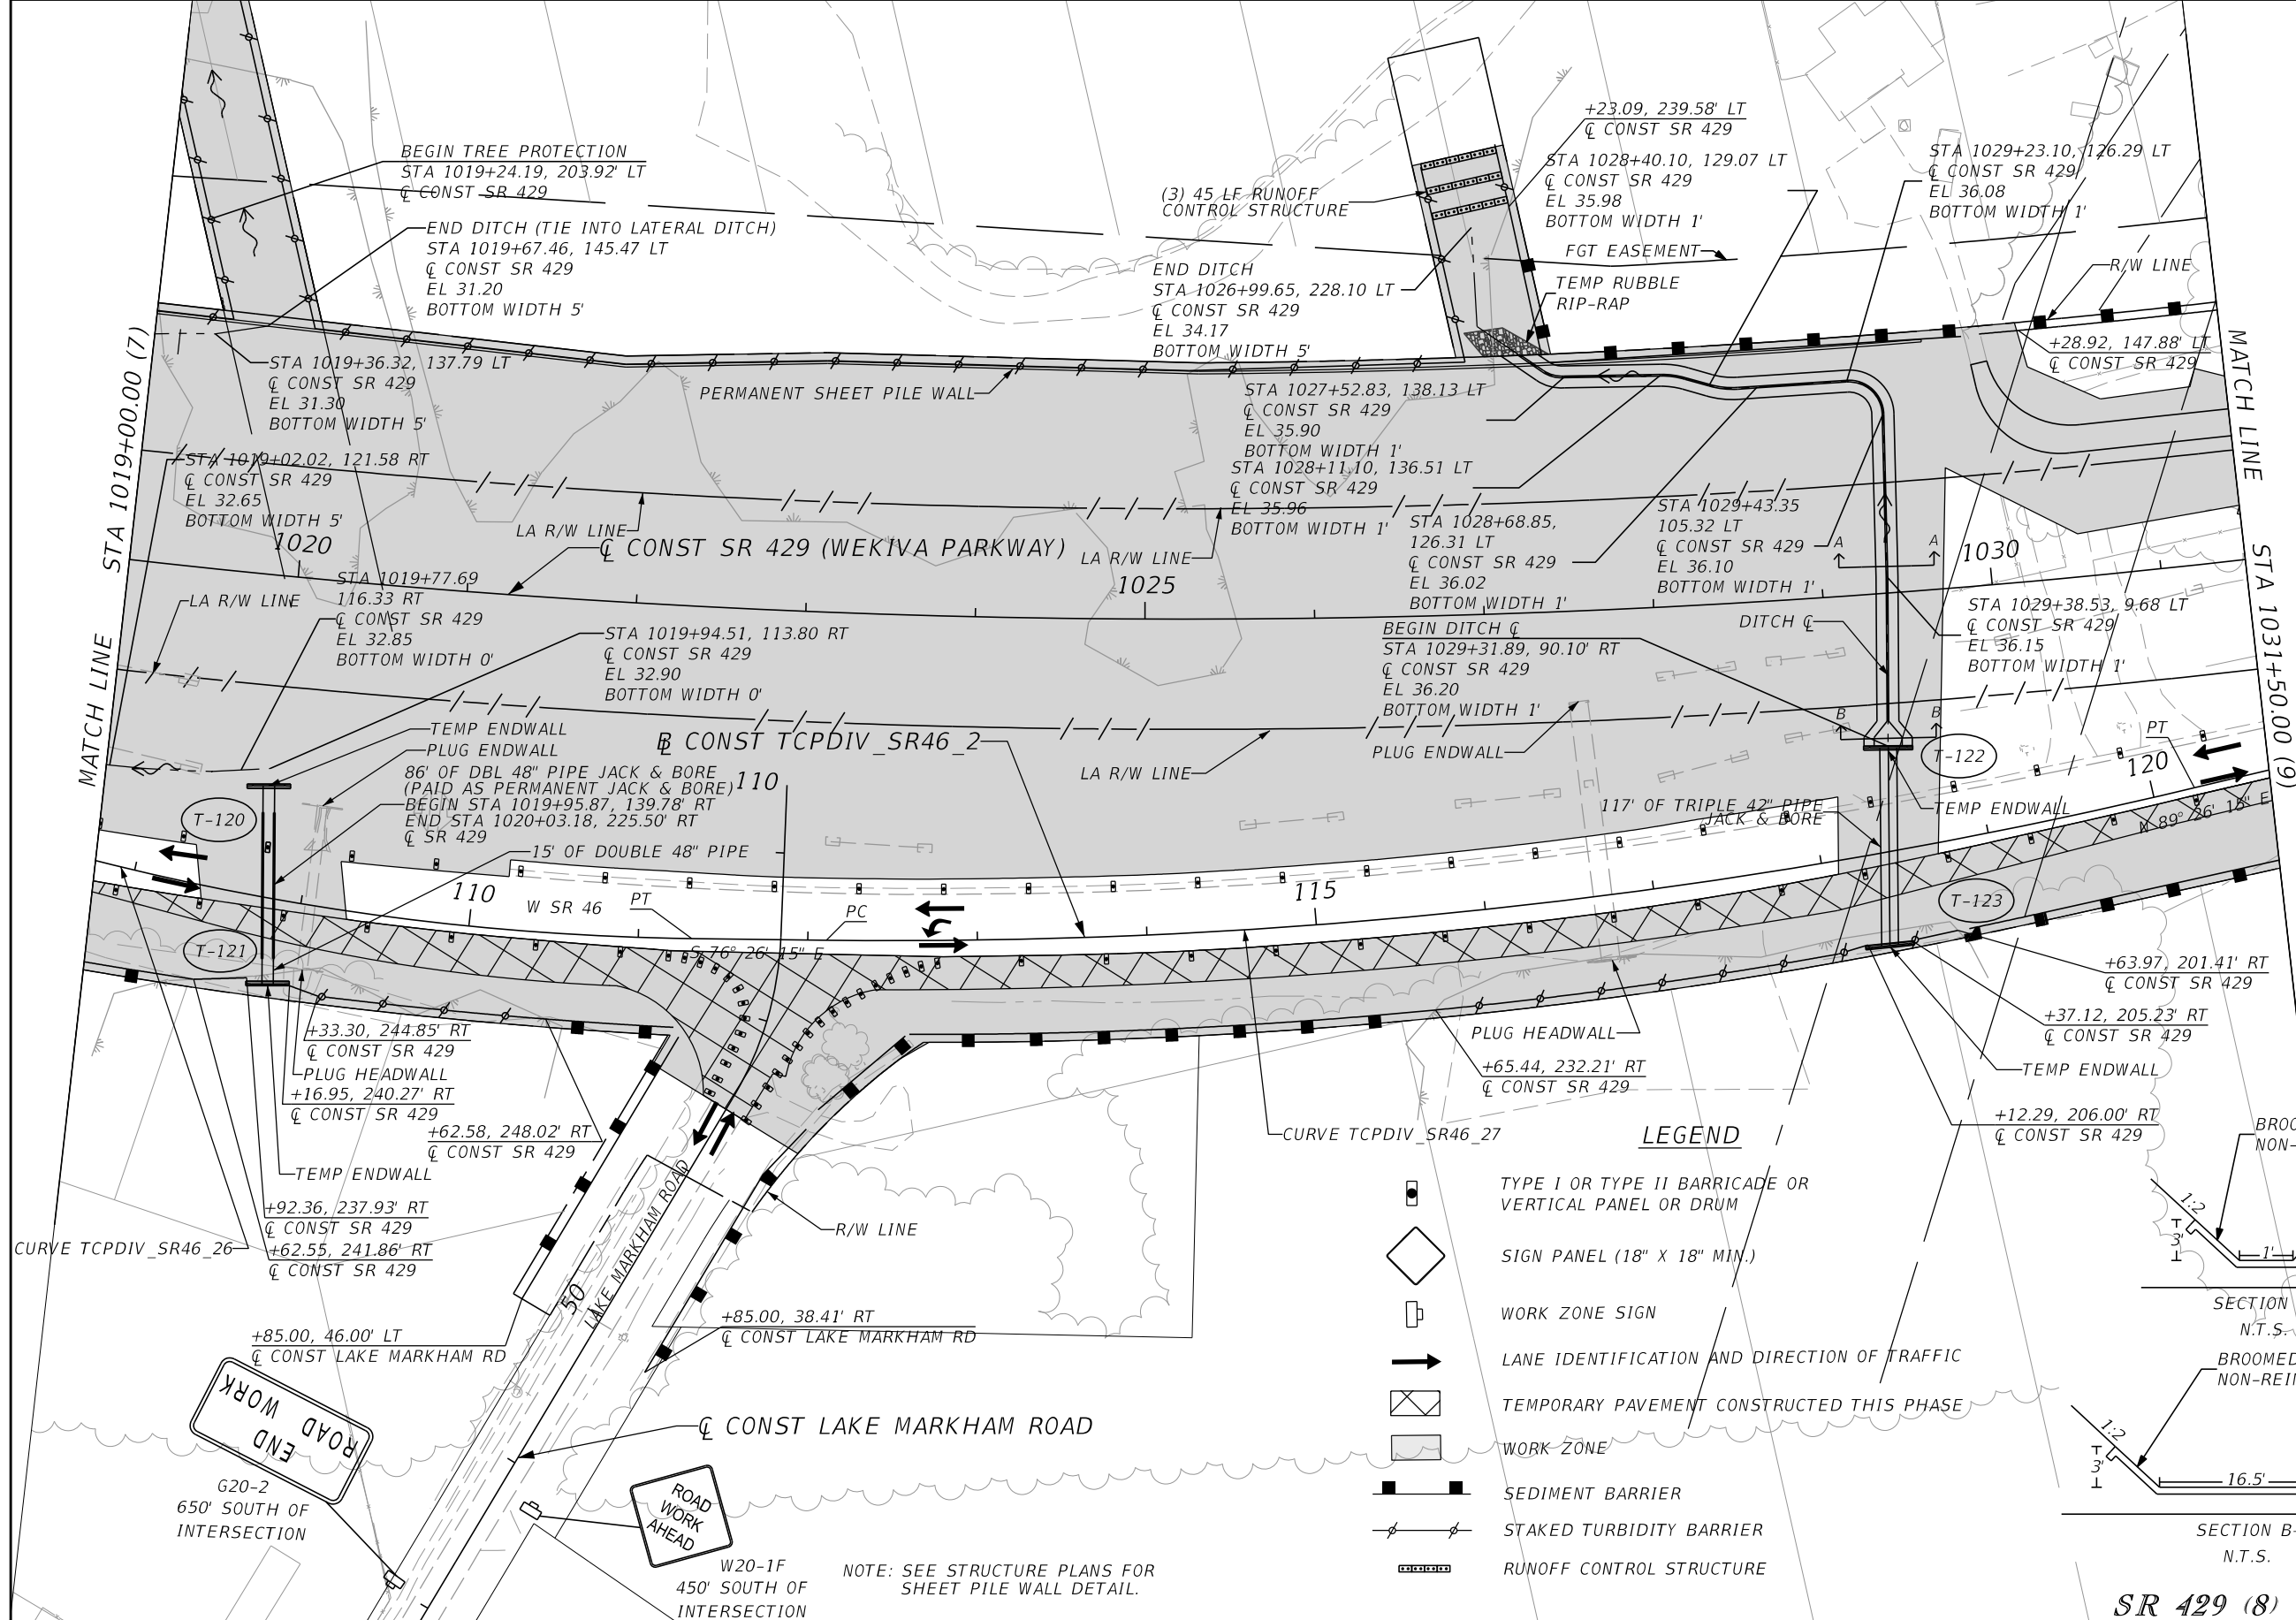 BEGIN TREE PROTECTION
STA 1019+24.19, 203.92' LT
℄ CONST SR 429
END DITCH (TIE INTO LATERAL DITCH)
STA 1019+67.46, 145.47 LT
℄ CONST SR 429
EL 31.20
BOTTOM WIDTH 5'
STA 1019+36.32, 137.79 LT
℄ CONST SR 429
EL 31.30
BOTTOM WIDTH 5'
PERMANENT SHEET PILE WALL
(3) 45 LF RUNOFF
CONTROL STRUCTURE
END DITCH
STA 1026+99.65, 228.10 LT
℄ CONST SR 429
EL 34.17
BOTTOM WIDTH 5'
+23.09, 239.58' LT
℄ CONST SR 429
STA 1028+40.10, 129.07 LT
℄ CONST SR 429
EL 35.98
BOTTOM WIDTH 1'
FGT EASEMENT
TEMP RUBBLE
RIP-RAP
STA 1029+23.10, 126.29 LT
℄ CONST SR 429
EL 36.08
BOTTOM WIDTH 1'
R/W LINE
+28.92, 147.88' LT
℄ CONST SR 429
MATCH LINE
STA 1031+50.00 (9)
MATCH LINE
STA 1019+00.00 (7)
STA 1019+02.02, 121.58 RT
℄ CONST SR 429
EL 32.65
BOTTOM WIDTH 5'
1020
LA R/W LINE
℄ CONST SR 429 (WEKIVA PARKWAY)
LA R/W LINE
1025
STA 1027+52.83, 138.13 LT
℄ CONST SR 429
EL 35.90
BOTTOM WIDTH 1'
STA 1028+11.10, 136.51 LT
℄ CONST SR 429
EL 35.96
BOTTOM WIDTH 1'
STA 1028+68.85,
126.31 LT
℄ CONST SR 429
EL 36.02
BOTTOM WIDTH 1'
STA 1029+43.35
105.32 LT
℄ CONST SR 429
EL 36.10
BOTTOM WIDTH 1'
A
A
1030
STA 1029+38.53, 9.68 LT
℄ CONST SR 429
EL 36.15
BOTTOM WIDTH 1'
DITCH ℄
BEGIN DITCH ℄
STA 1029+31.89, 90.10' RT
℄ CONST SR 429
EL 36.20
BOTTOM WIDTH 1'
LA R/W LINE
STA 1019+77.69
116.33 RT
℄ CONST SR 429
EL 32.85
BOTTOM WIDTH 0'
STA 1019+94.51, 113.80 RT
℄ CONST SR 429
EL 32.90
BOTTOM WIDTH 0'
TEMP ENDWALL
PLUG ENDWALL
86' OF DBL 48" PIPE JACK & BORE
(PAID AS PERMANENT JACK & BORE)
BEGIN STA 1019+95.87, 139.78' RT
END STA 1020+03.18, 225.50' RT
℄ SR 429
15' OF DOUBLE 48" PIPE
B̲ CONST TCPDIV_SR46_2
110
LA R/W LINE
PLUG ENDWALL
B
B
T-122
PT
120
TEMP ENDWALL
117' OF TRIPLE 42" PIPE
JACK & BORE
N 89° 26' 15" E
T-120
T-121
T-123
110
W SR 46
PT
PC
115
S 76° 26' 15" E
+33.30, 244.85' RT
℄ CONST SR 429
PLUG HEADWALL
+16.95, 240.27' RT
℄ CONST SR 429
+62.58, 248.02' RT
℄ CONST SR 429
TEMP ENDWALL
+92.36, 237.93' RT
℄ CONST SR 429
CURVE TCPDIV_SR46_26
+62.55, 241.86' RT
℄ CONST SR 429
PLUG HEADWALL
+65.44, 232.21' RT
℄ CONST SR 429
CURVE TCPDIV_SR46_27
+63.97, 201.41' RT
℄ CONST SR 429
+37.12, 205.23' RT
℄ CONST SR 429
TEMP ENDWALL
+12.29, 206.00' RT
℄ CONST SR 429
R/W LINE
50
LAKE MARKHAM ROAD
+85.00, 46.00' LT
℄ CONST LAKE MARKHAM RD
+85.00, 38.41' RT
℄ CONST LAKE MARKHAM RD
℄ CONST LAKE MARKHAM ROAD
END
ROAD WORK
G20-2
650' SOUTH OF
INTERSECTION
ROAD
WORK
AHEAD
W20-1F
450' SOUTH OF
INTERSECTION
NOTE: SEE STRUCTURE PLANS FOR
SHEET PILE WALL DETAIL.
LEGEND
TYPE I OR TYPE II BARRICADE OR
VERTICAL PANEL OR DRUM
SIGN PANEL (18" X 18" MIN.)
WORK ZONE SIGN
LANE IDENTIFICATION AND DIRECTION OF TRAFFIC
TEMPORARY PAVEMENT CONSTRUCTED THIS PHASE
WORK ZONE
SEDIMENT BARRIER
STAKED TURBIDITY BARRIER
RUNOFF CONTROL STRUCTURE
BROO
NON-
1:2
3'
1'
SECTION
N.T.S.
BROOMED
NON-REIN
1:2
3'
16.5'
SECTION B-
N.T.S.
SR 429 (8)